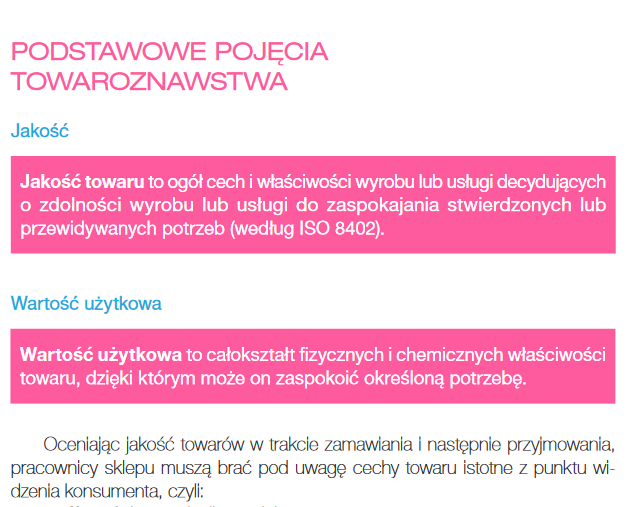 PODSTAWOWE POJĘCIA
TOWAROZNAWSTWA
Jakość
Jakość towaru to ogół cech i właściwości wyrobu lub usługi decydujących
o zdolności wyrobu lub usługi do zaspokajania stwierdzonych lub
przewidywanych potrzeb (według ISO 8402).
Wartość użytkowa
Wartość użytkowa to całokształt fizycznych i chemicznych właściwości
towaru, dzięki którym może on zaspokoić określoną potrzebę.
Oceniając jakość towarów w trakcie zamawiania i następnie przyjmowania,
pracownicy sklepu muszą brać pod uwagę cechy towaru istotne z punktu wi-
dzenia konsumenta, czyli: